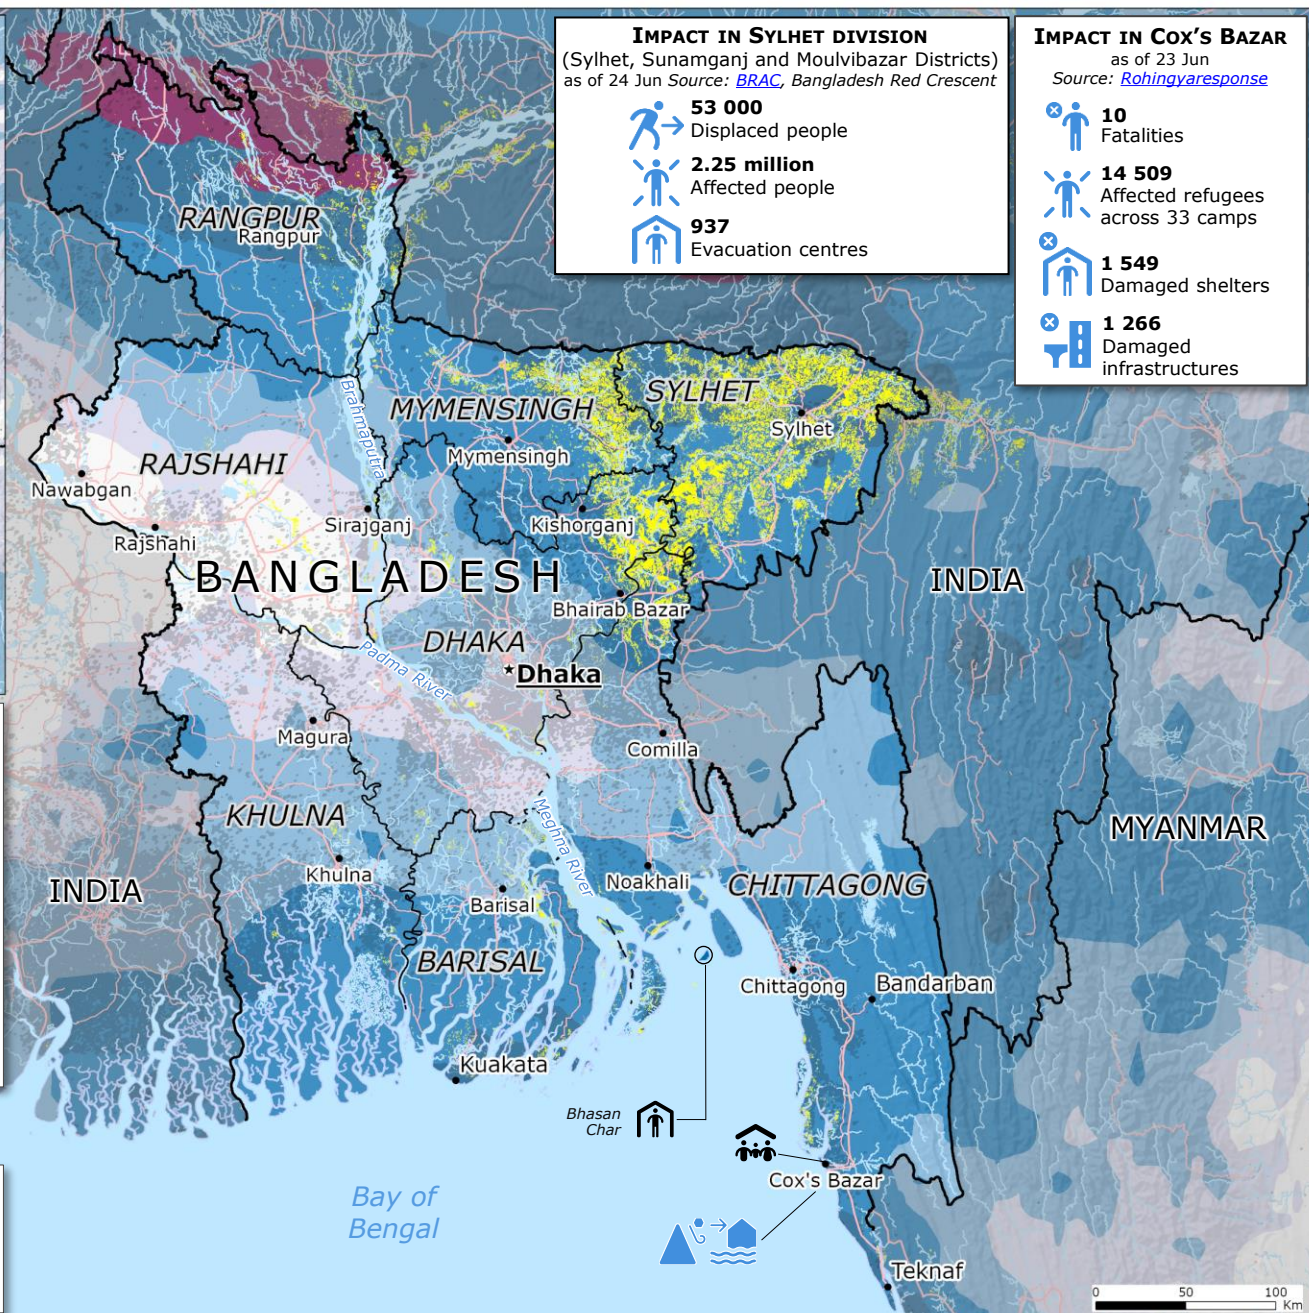 IMPACT IN SYLHET DIVISION
(Sylhet, Sunamganj and Moulvibazar Districts)
as of 24 Jun Source: BRAC, Bangladesh Red Crescent
53 000
Displaced people
2.25 million
Affected people
937
Evacuation centres
IMPACT IN COX'S BAZAR
as of 23 Jun
Source: Rohingyaresponse
10
Fatalities
14 509
Affected refugees
across 33 camps
1 549
Damaged shelters
1 266
Damaged
infrastructures
RANGPUR
Rangpur
Brahmaputra
MYMENSINGH
Mymensingh
SYLHET
Sylhet
RAJSHAHI
Nawabgan
Rajshahi
Sirajganj
Kishorganj
BANGLADESH
INDIA
Bhairab Bazar
DHAKA
Dhaka
Padma River
Magura
Comilla
KHULNA
Khulna
Meghna River
MYANMAR
INDIA
Noakhali
CHITTAGONG
Barisal
BARISAL
Chittagong
Bandarban
Kuakata
Bhasan
Char
Cox's Bazar
Bay of
Bengal
Teknaf
0 50 100
Km